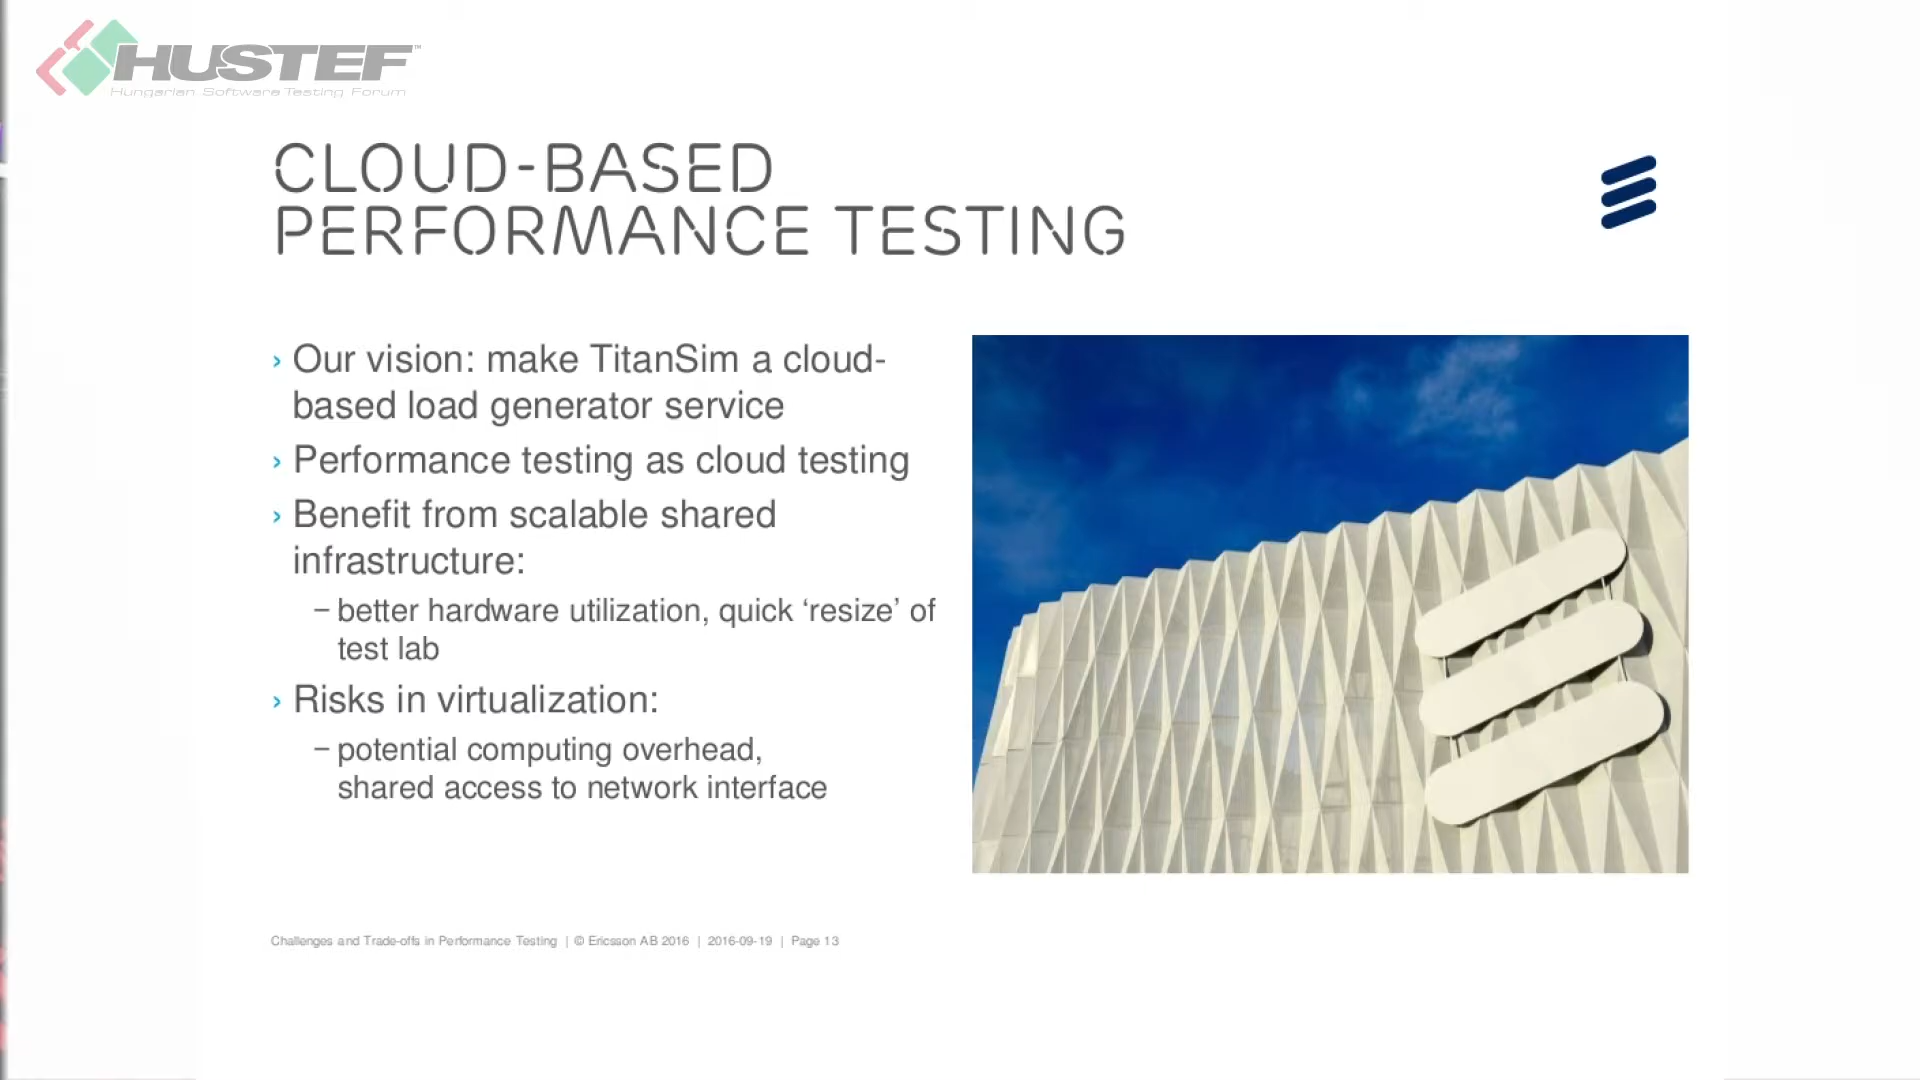 HUSTEF™
Hungarian Software Testing Forum
CLOUD-BASED
PERFORMANCE TESTING
› Our vision: make TitanSim a cloud-
based load generator service
› Performance testing as cloud testing
› Benefit from scalable shared
infrastructure:
– better hardware utilization, quick ‘resize’ of
test lab
› Risks in virtualization:
– potential computing overhead,
shared access to network interface
Challenges and Trade-offs in Performance Testing | © Ericsson AB 2016 | 2016-09-19 | Page 13